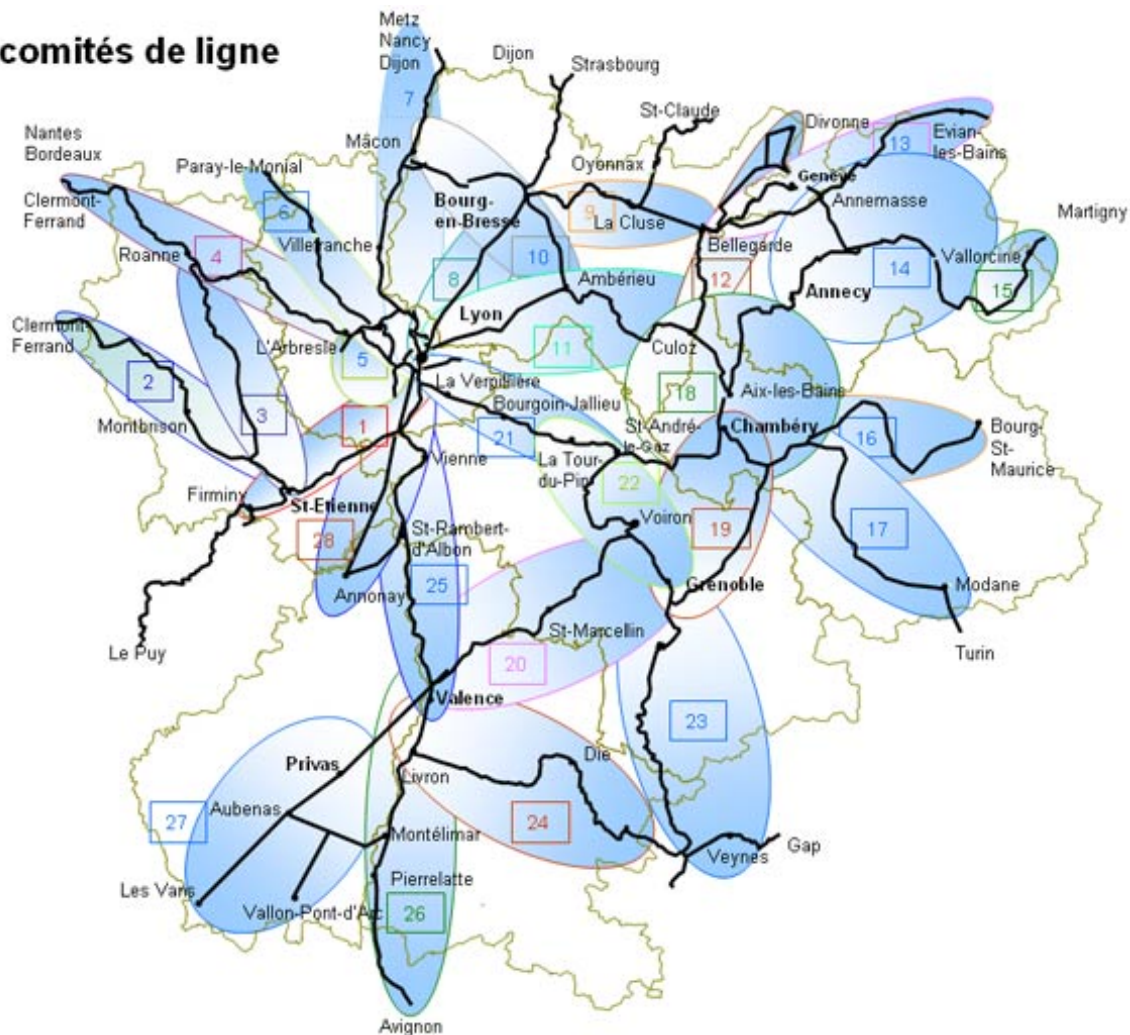 comités de ligne
Metz
Nancy
Dijon
Dijon
Strasbourg
7
St-Claude
Divonne
13
Evian-
les-Bains
Nantes
Bordeaux
Mâcon
Paray-le-Monial
Oyonnax
Genève
Clermont-
Ferrand
6
Bourg-
en-Bresse
9
La Cluse
Annemasse
Martigny
4
Villefranche
Roanne
8
10
Bellegarde
12
Vallorcine
14
15
Ambérieu
Annecy
Lyon
Clermont-
Ferrand
L'Arbresle
5
11
Culoz
2
La Verpillière
18
Aix-les-Bains
Montbrison
3
1
Bourgoin-Jallieu
21
St-André-
le-Gaz
Chambéry
16
Bourg-
St-
Maurice
Vienne
La Tour-
du-Pin
22
Firminy
St-Etienne
Voiron
19
17
28
St-Rambert-
d'Albon
25
Grenoble
Modane
Annonay
St-Marcellin
Le Puy
20
Turin
Valence
23
Privas
Die
Livron
Aubenas
27
Montélimar
24
Veynes
Gap
Les Vans
Pierrelatte
Vallon-Pont-d'Arc
26
Avignon